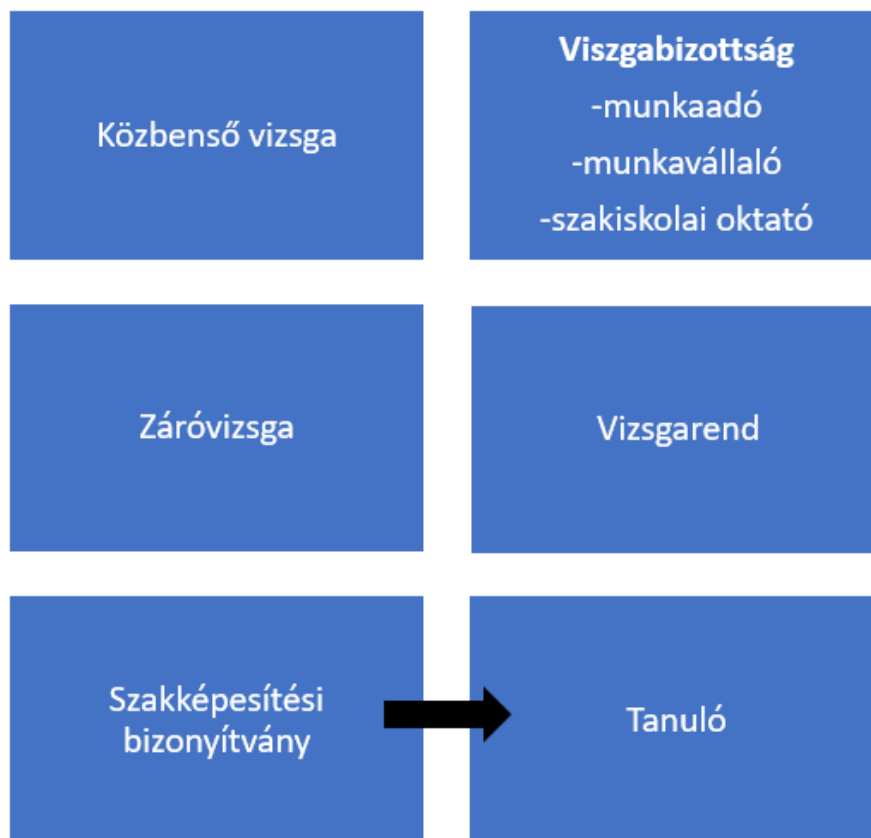 Közbenső vizsga
Viszgabizottság
-munkaadó
-munkavállaló
-szakiskolai oktató
Záróvizsga
Vizsgarend
Szakképesítési
bizonyítvány
Tanuló